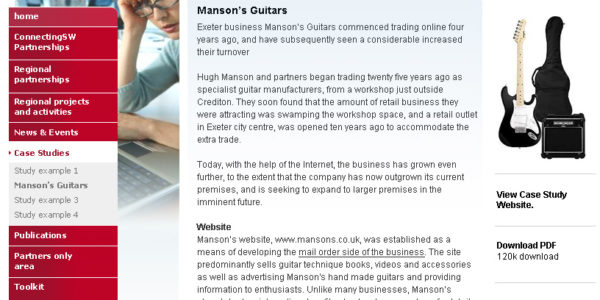 home
ConnectingSW
Partnerships
Regional
partnerships
Regional projects
and activities
News & Events
Case Studies
Study example 1
Manson's Guitars
Study example 3
Study example 4
Publications
Partners only
area
Toolkit
Manson's Guitars
Exeter business Manson's Guitars commenced trading online four
years ago, and have subsequently seen a considerable increased
their turnover
Hugh Manson and partners began trading twenty five years ago as
specialist guitar manufacturers, from a workshop just outside
Crediton. They soon found that the amount of retail business they
were attracting was swamping the workshop space, and a retail outlet
in Exeter city centre, was opened ten years ago to accommodate the
extra trade.
Today, with the help of the Internet, the business has grown even
further, to the extent that the company has now outgrown its current
premises, and is seeking to expand to larger premises in the
imminent future.
Website
Manson's website, www.mansons.co.uk, was established as a
means of developing the mail order side of the business. The site
predominantly sells guitar technique books, videos and accessories
as well as advertising Manson's hand made guitars and providing
information to enthusiasts. Unlike many businesses, Manson's
View Case Study
Website.
Download PDF
120k download